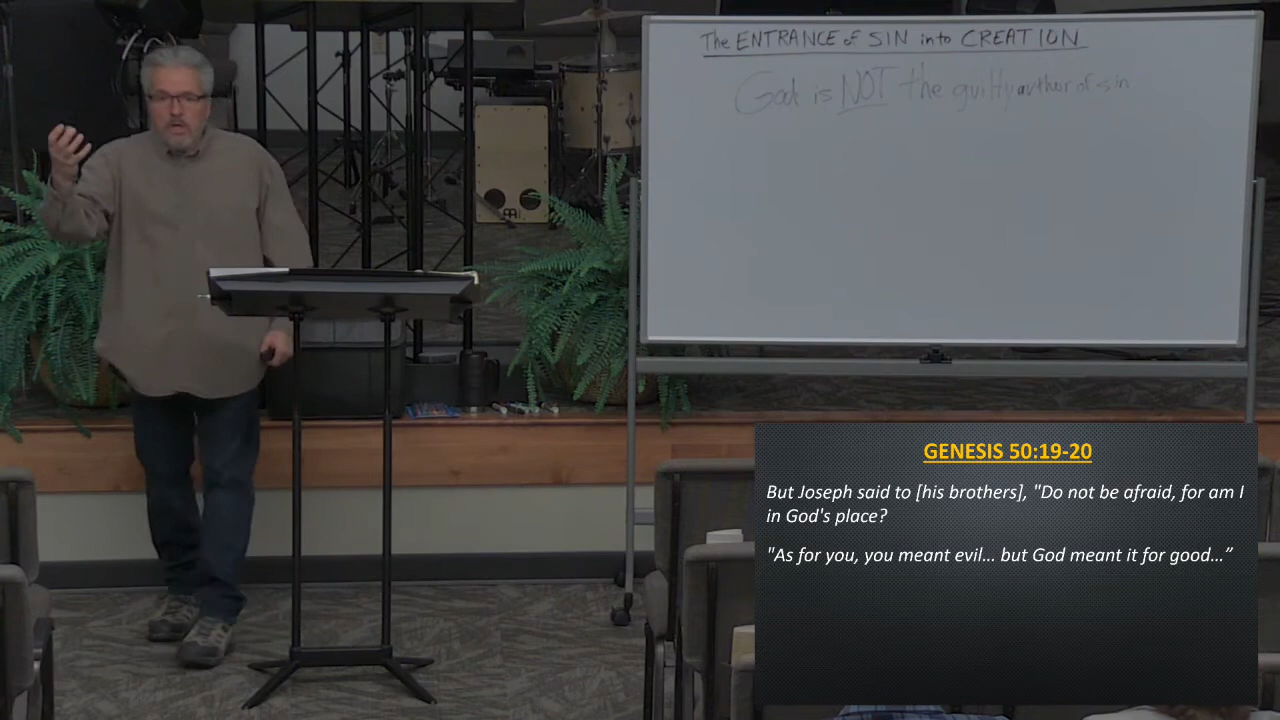 The ENTRANCE of SIN into CREATION
God is NOT the guilty author of sin
MEINL
GENESIS 50:19-20
But Joseph said to [his brothers], "Do not be afraid, for am I
in God's place?
"As for you, you meant evil... but God meant it for good...”